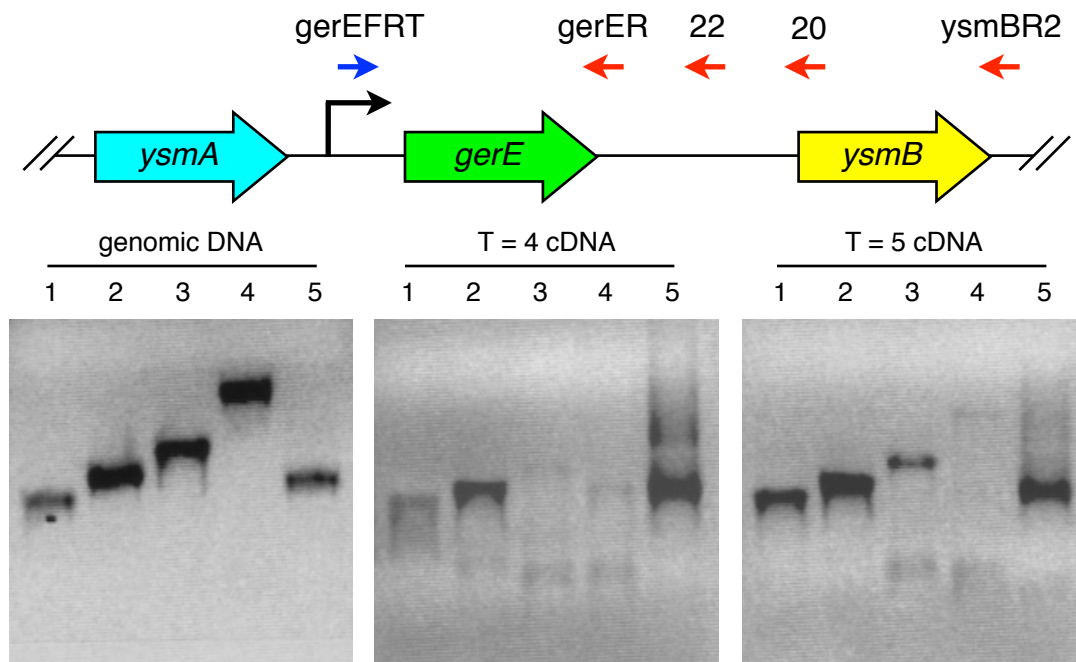 gerEFRT gerER 22 20 ysmBR2
ysmA gerE ysmB
genomic DNA T = 4 cDNA T = 5 cDNA
1 2 3 4 5 1 2 3 4 5 1 2 3 4 5